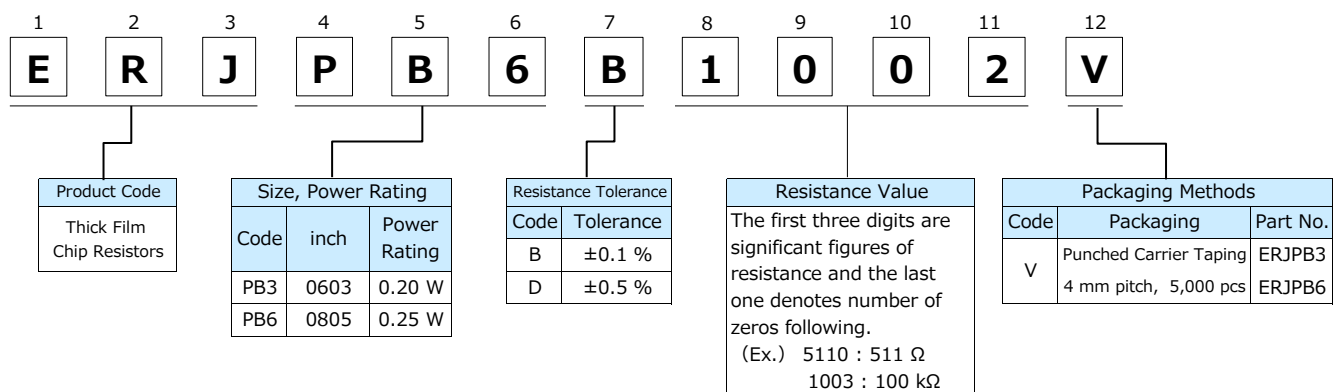 1 2 3 4 5 6 7 8 9 10 11 12
E R J P B 6 B 1 0 0 2 V
Product Code
Thick Film
Chip Resistors
Size, Power Rating
Code inch Power Rating
PB3 0603 0.20 W
PB6 0805 0.25 W
Resistance Tolerance
Code Tolerance
B ±0.1 %
D ±0.5 %
Resistance Value
The first three digits are
significant figures of
resistance and the last
one denotes number of
zeros following.
(Ex.) 5110 : 511 Ω
1003 : 100 kΩ
Packaging Methods
Code Packaging Part No.
V Punched Carrier Taping ERJPB3
4 mm pitch, 5,000 pcs ERJPB6